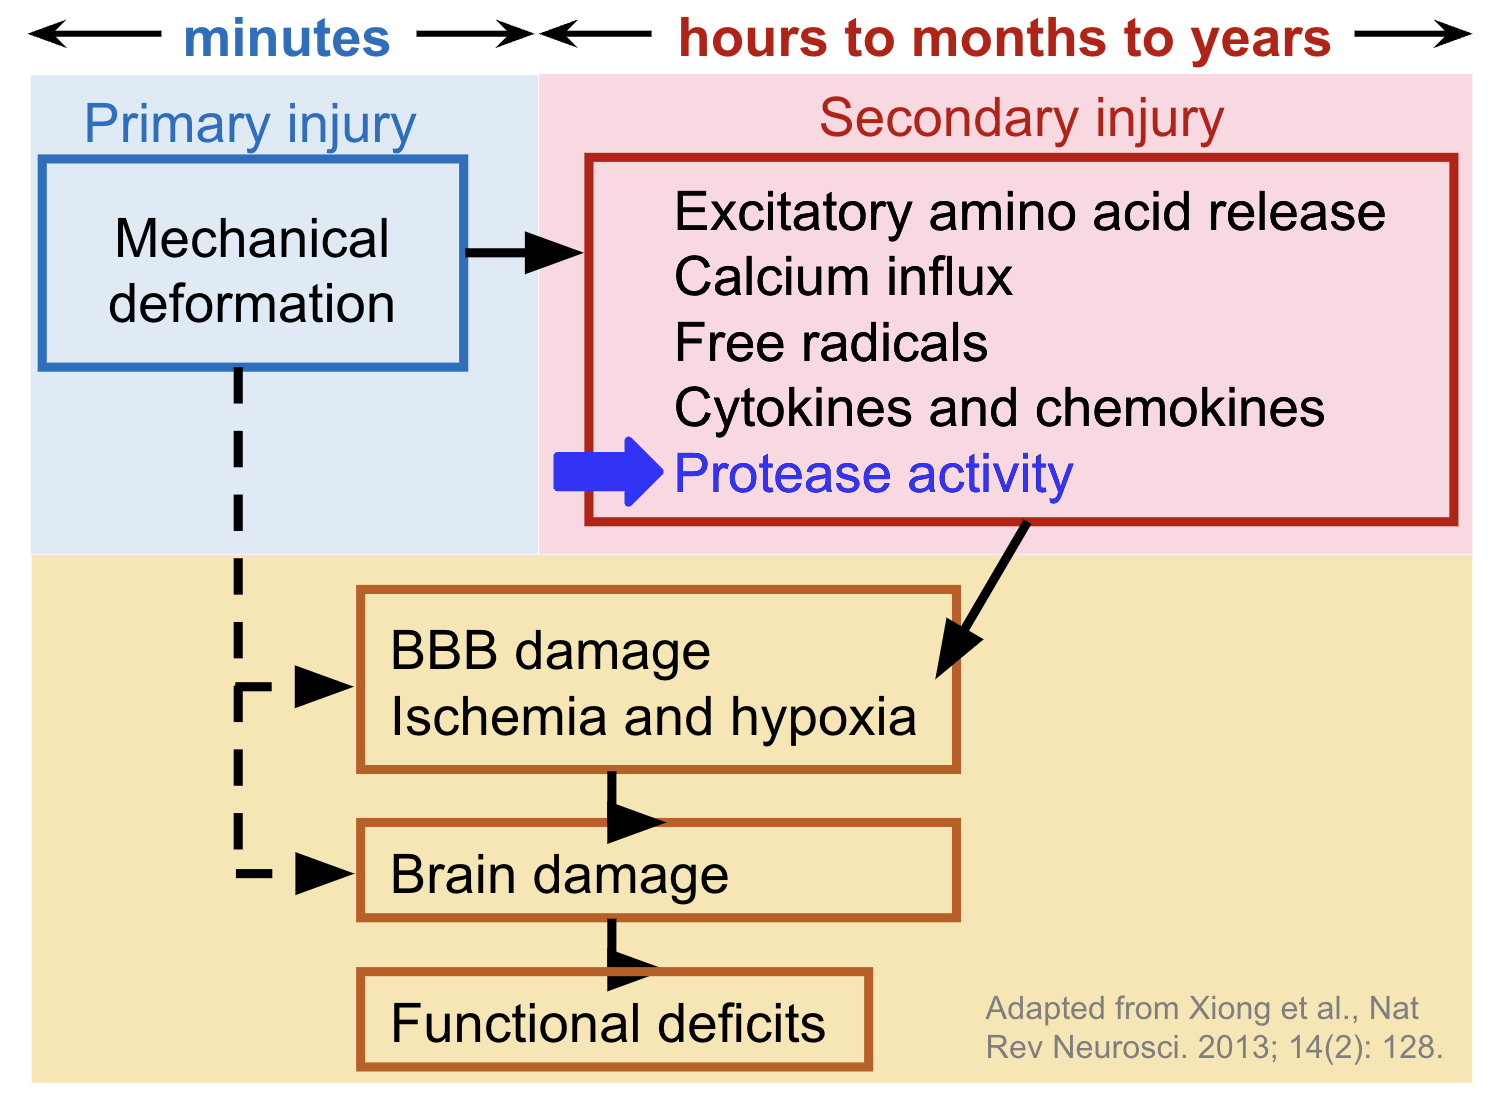 minutes
hours to months to years
Primary injury
Secondary injury
Mechanical
deformation
Excitatory amino acid release
Calcium influx
Free radicals
Cytokines and chemokines
Protease activity
BBB damage
Ischemia and hypoxia
Brain damage
Functional deficits
Adapted from Xiong et al., Nat
Rev Neurosci. 2013; 14(2): 128.